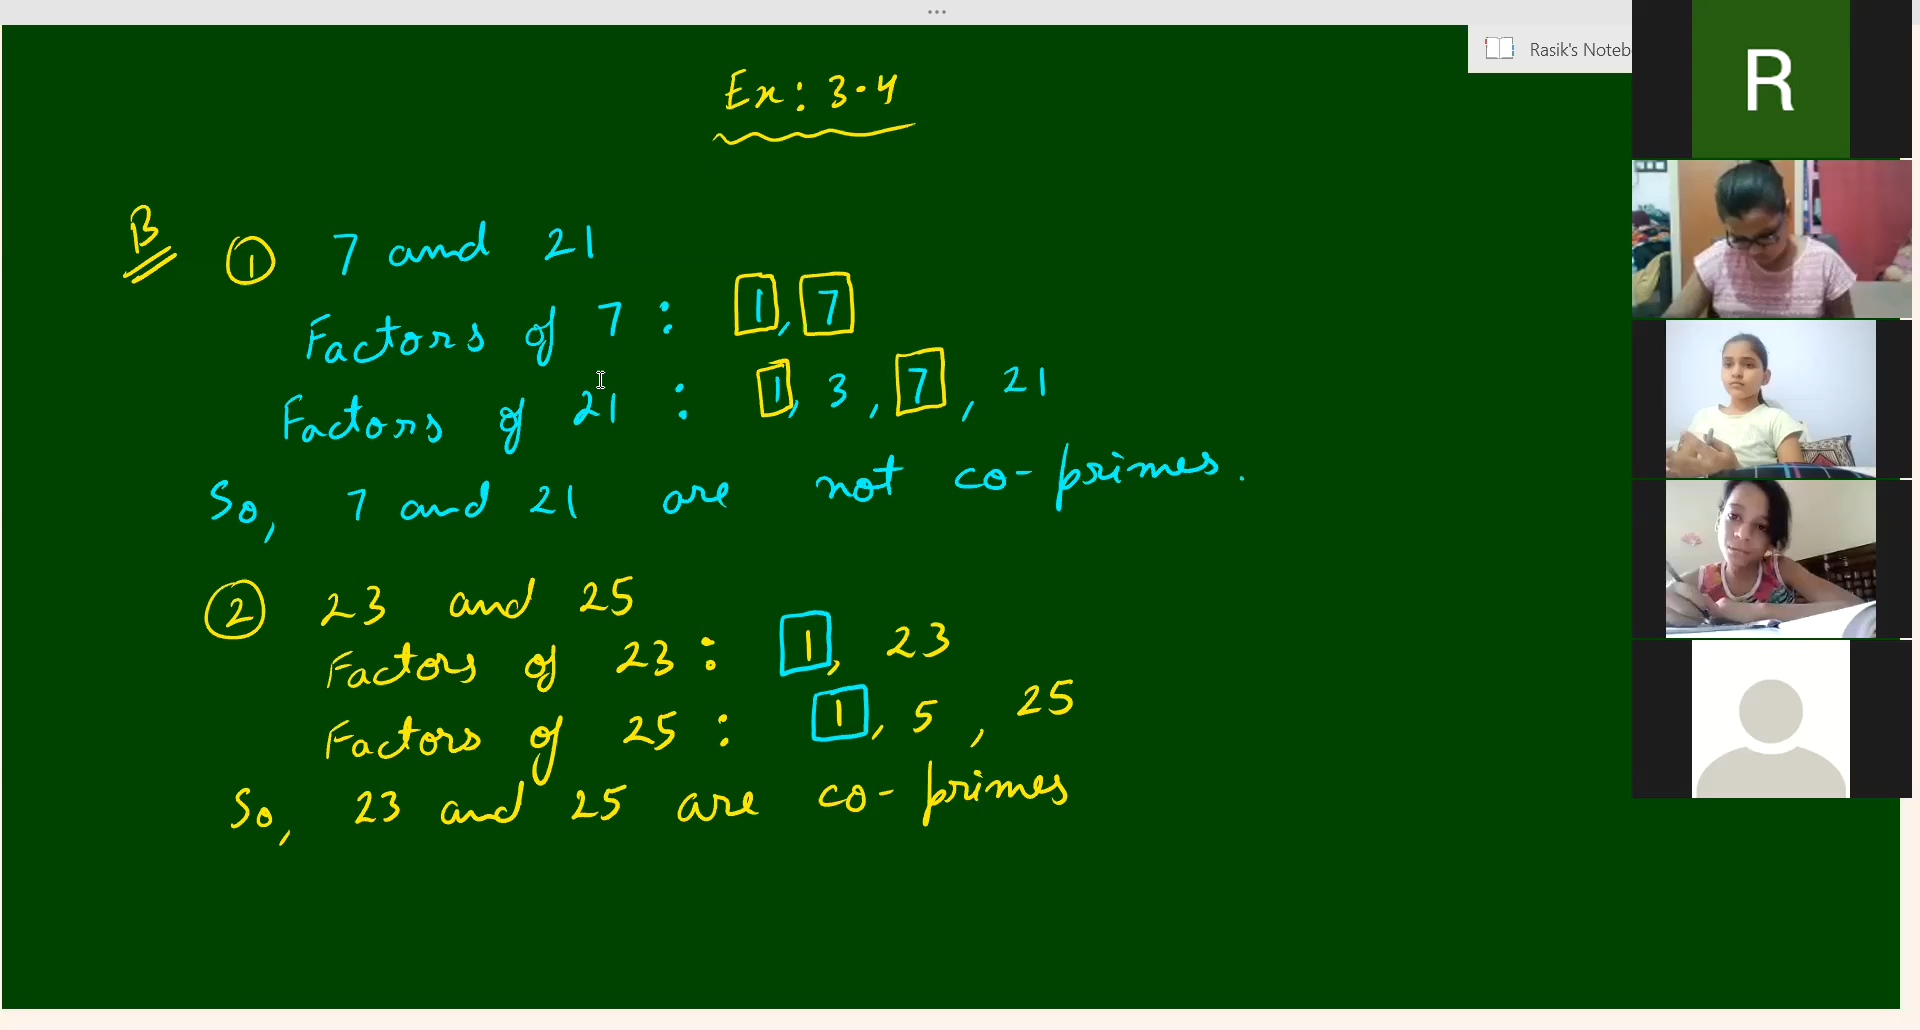 Rasik's Noteb
R
Ex: 3.4
B
① 7 and 21
Factors of 7 : 1, 7
Factors of 21 : 1, 3, 7, 21
So, 7 and 21 are not co-primes.
② 23 and 25
Factors of 23 : 1, 23
Factors of 25 : 1, 5, 25
So, 23 and 25 are co-primes